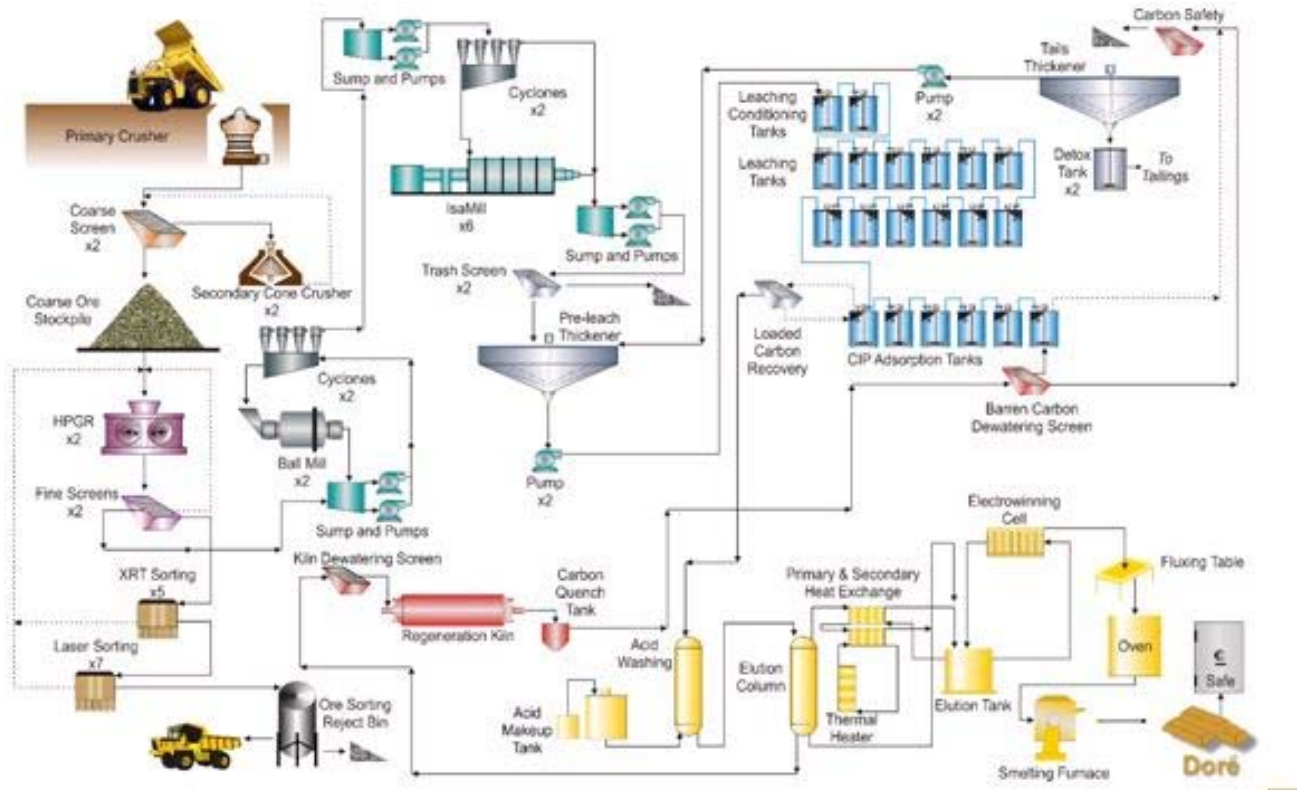 Primary Crusher
Coarse
Screen
x2
Secondary Cone Crusher
x2
Coarse Ore
Stockpile
HPGR
x2
Fine Screens
x2
XRT Sorting
x5
Laser Sorting
x7
Ore Sorting
Reject Bin
Sump and Pumps
Cyclones
x2
IsaMill
x6
Sump and Pumps
Trash Screen
x2
Pre-leach
Thickener
Pump
x2
Cyclones
x2
Ball Mill
x2
Sump and Pumps
Kiln Dewatering Screen
Regeneration Kiln
Carbon
Quench
Tank
Carbon Safety
Tails
Thickener
Pump
x2
Detox
Tank
x2
To
Tailings
Leaching
Conditioning
Tanks
Leaching
Tanks
Loaded
Carbon
Recovery
CIP Adsorption Tanks
Barren Carbon
Dewatering Screen
Acid
Makeup
Tank
Acid
Washing
Elution
Column
Primary & Secondary
Heat Exchange
Thermal
Heater
Elution Tank
Electrowinning
Cell
Fluxing Table
Oven
Smelting Furnace
Safe
Doré